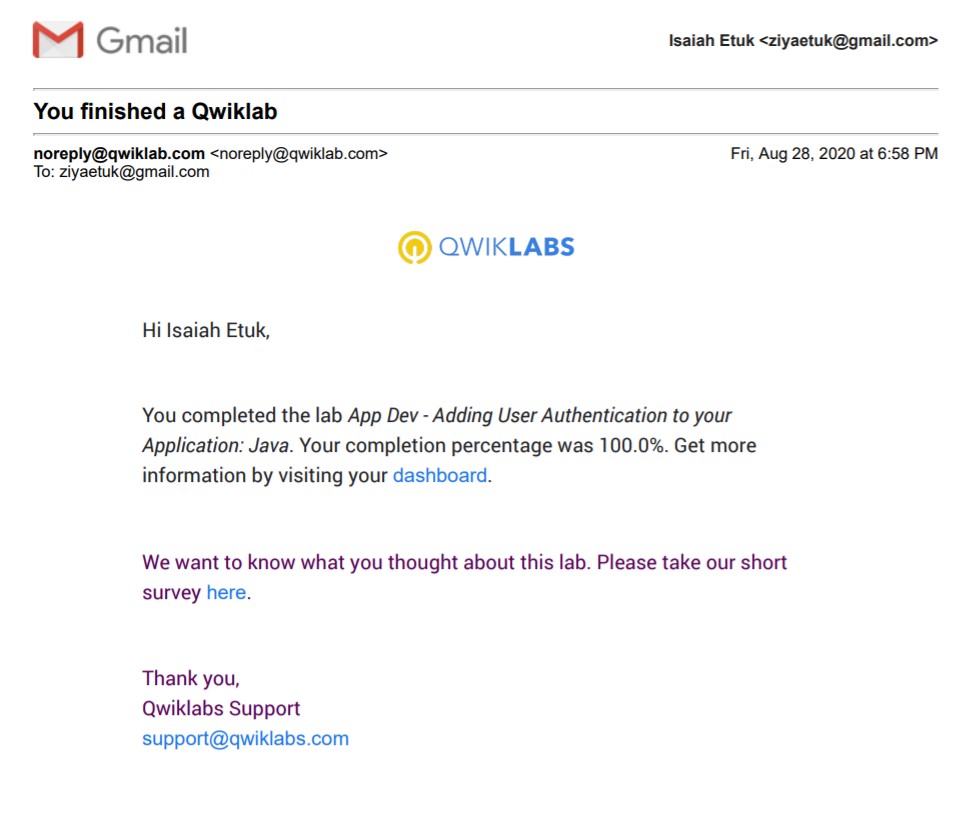 Gmail
Isaiah Etuk <ziyaetuk@gmail.com>
You finished a Qwiklab
noreply@qwiklab.com <noreply@qwiklab.com>
Fri, Aug 28, 2020 at 6:58 PM
To: ziyaetuk@gmail.com
QWIKLABS
Hi Isaiah Etuk,
You completed the lab App Dev - Adding User Authentication to your
Application: Java. Your completion percentage was 100.0%. Get more
information by visiting your dashboard.
We want to know what you thought about this lab. Please take our short
survey here.
Thank you,
Qwiklabs Support
support@qwiklabs.com